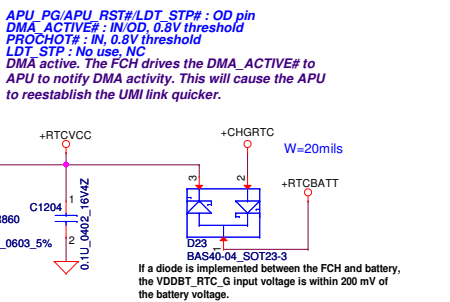 APU_PG/APU_RST#/LDT_STP# : OD pin
DMA_ACTIVE# : IN/OD, 0.8V threshold
PROCHOT# : IN, 0.8V threshold
LDT_STP : No use, NC
DMA active. The FCH drives the DMA_ACTIVE# to
APU to notify DMA activity. This will cause the APU
to reestablish the UMI link quicker.
+RTCVCC
+CHGRTC
W=20mils
+RTCBATT
3
2
1
C1204
R860
2
_0603_5%
0.1U_0402_16V4Z
1
D23
BAS40-04_SOT23-3
If a diode is implemented between the FCH and battery,
the VDDBT_RTC_G input voltage is within 200 mV of
the battery voltage.